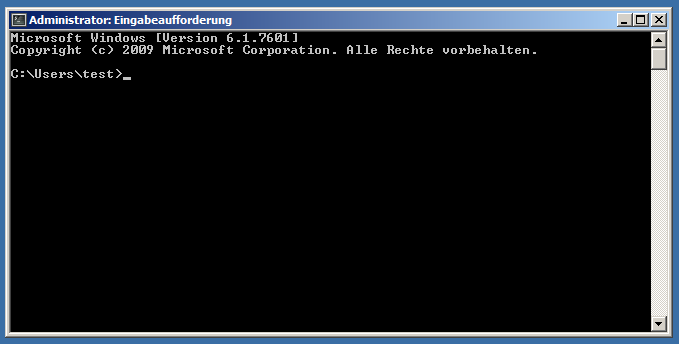 Administrator: Eingabeaufforderung
Microsoft Windows [Version 6.1.7601]
Copyright (c) 2009 Microsoft Corporation. Alle Rechte vorbehalten.
C:\Users\test>_